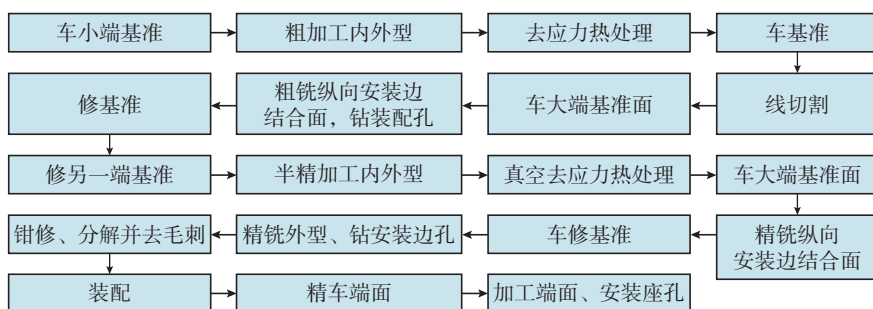 车小端基准
粗加工内外型
去应力热处理
车基准
修基准
粗铣纵向安装边
结合面，钻装配孔
车大端基准面
线切割
修另一端基准
半精加工内外型
真空去应力热处理
车大端基准面
钳修、分解并去毛刺
精铣外型、钻安装边孔
车修基准
精铣纵向
安装边结合面
装配
精车端面
加工端面、安装座孔